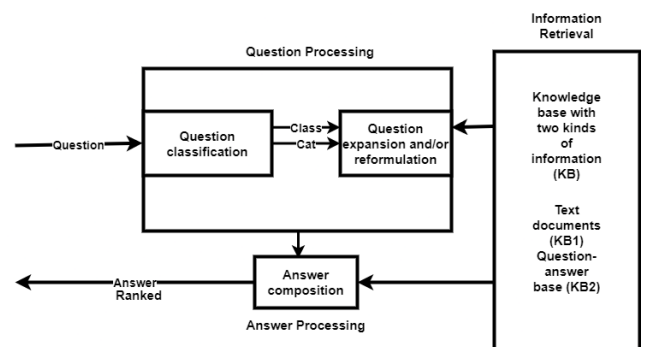 Information
Retrieval
Question Processing
Question
classification
Class
Cat
Question
expansion and/or
reformulation
Question
Knowledge
base with
two kinds
of
information
(KB)
Text
documents
(KB1)
Question-
answer
base (KB2)
Answer
composition
Answer
Ranked
Answer Processing